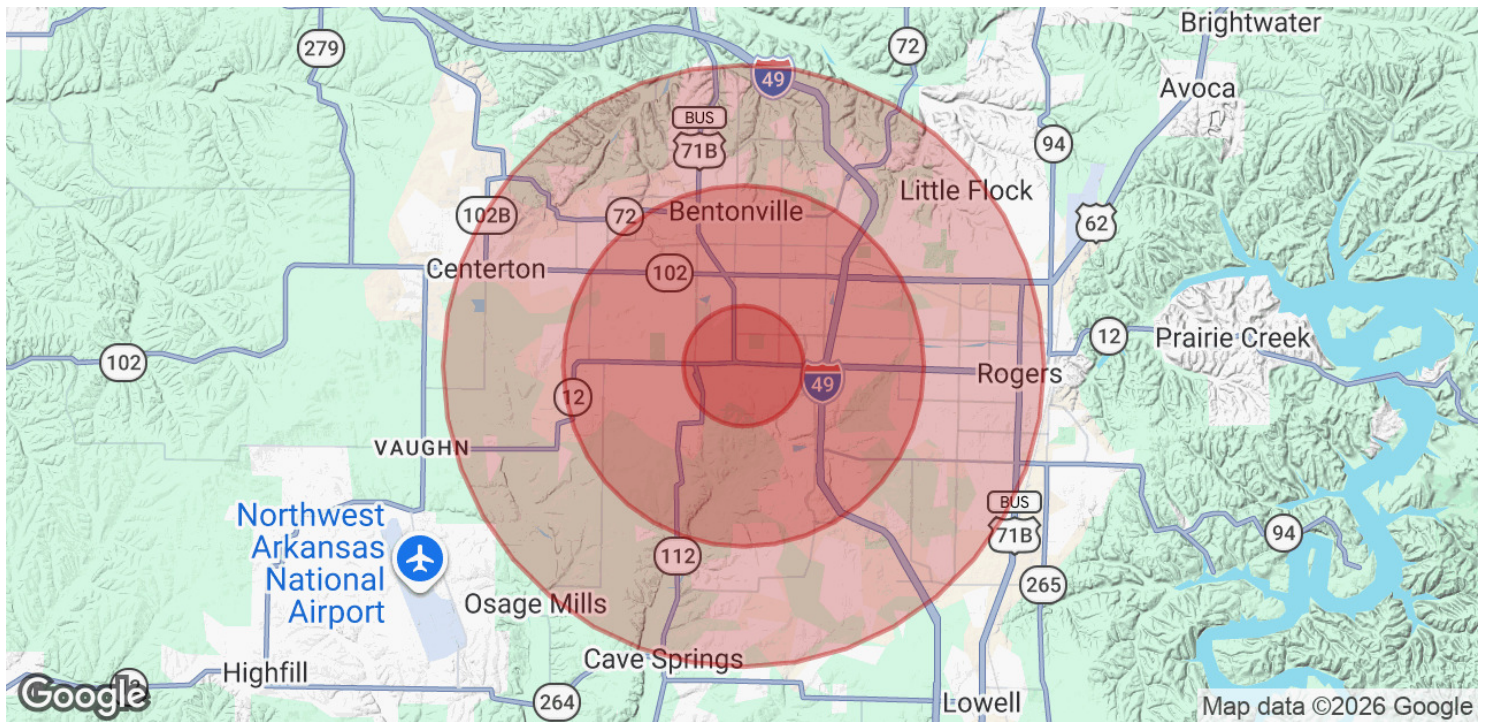 Brightwater
279
72
49
Avoca
BUS
71B
94
Little Flock
102B
72
Bentonville
62
Centerton
102
12
Prairie Creek
102
Rogers
49
12
VAUGHN
BUS
71B
Northwest
Arkansas
National
Airport
94
112
265
Osage Mills
Cave Springs
Highfill
264
Lowell
Google
Map data ©2026 Google